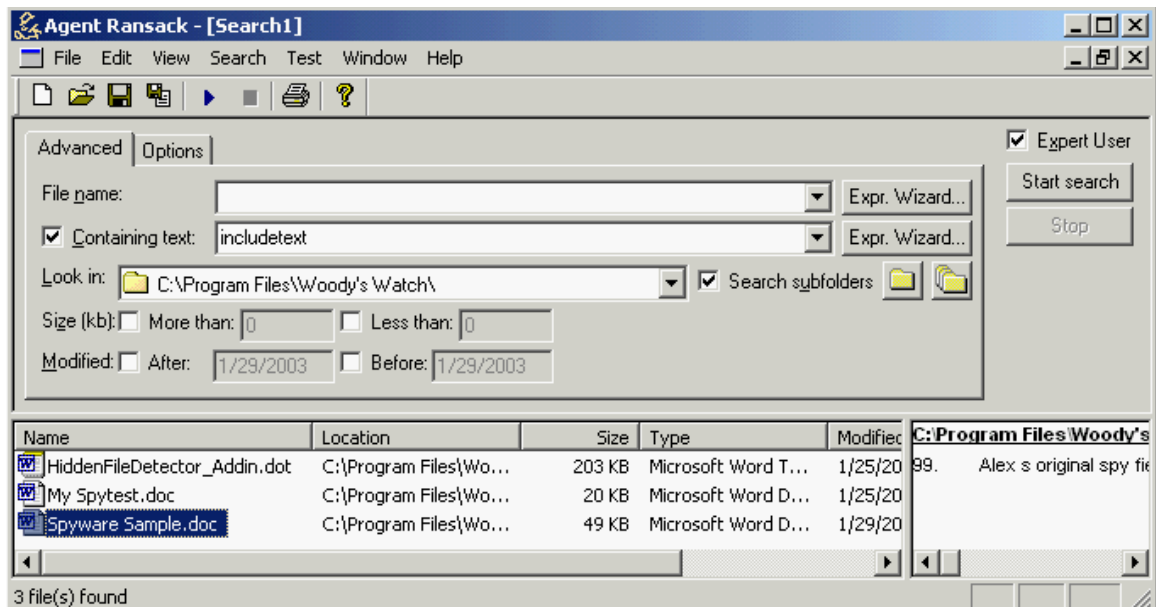 Agent Ransack - [Search1]
File Edit View Search Test Window Help
Advanced Options
Expert User
File name: Expr. Wizard...
Start search
Containing text: includetext Expr. Wizard...
Stop
Look in: C:\Program Files\Woody's Watch\ Search subfolders
Size (kb): More than: 0 Less than: 0
Modified: After: 1/29/2003 Before: 1/29/2003
Name Location Size Type Modified
HiddenFileDetector_Addin.dot C:\Program Files\Wo... 203 KB Microsoft Word T... 1/25/20
My Spytest.doc C:\Program Files\Wo... 20 KB Microsoft Word D... 1/25/20
Spyware Sample.doc C:\Program Files\Wo... 49 KB Microsoft Word D... 1/29/20
C:\Program Files\Woody's
99. Alex s original spy fie
3 file(s) found